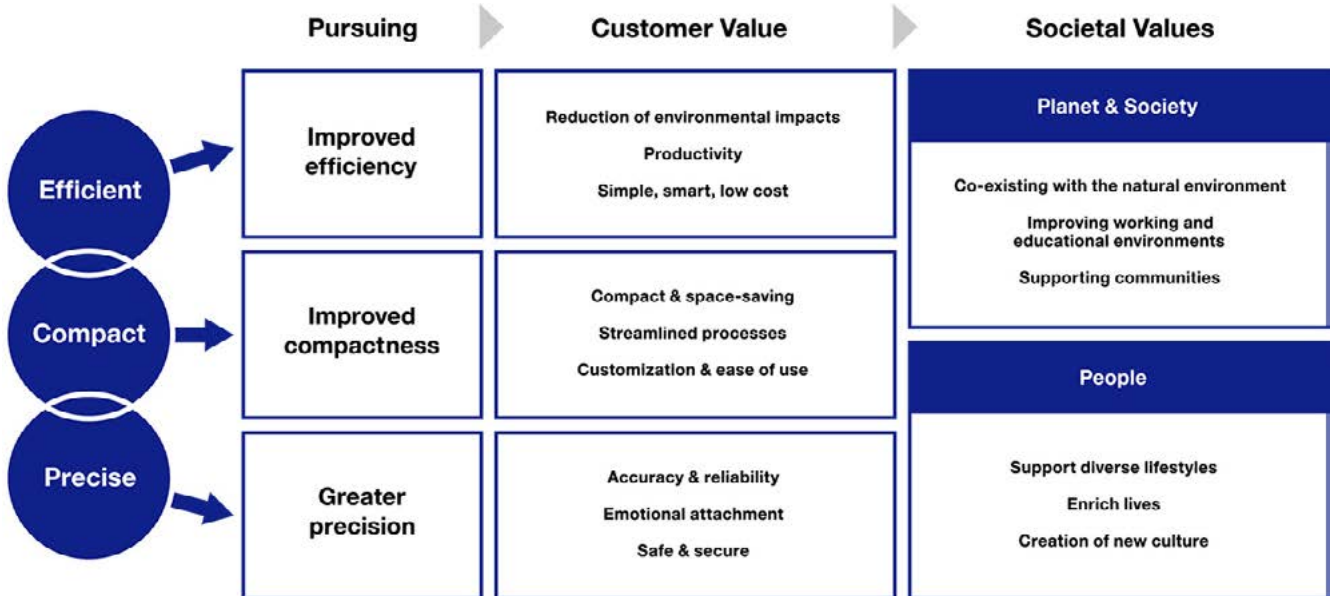 Pursuing
Customer Value
Societal Values
Efficient
Compact
Precise
Improved
efficiency
Reduction of environmental impacts
Productivity
Simple, smart, low cost
Improved
compactness
Compact & space-saving
Streamlined processes
Customization & ease of use
Greater
precision
Accuracy & reliability
Emotional attachment
Safe & secure
Planet & Society
Co-existing with the natural environment
Improving working and
educational environments
Supporting communities
People
Support diverse lifestyles
Enrich lives
Creation of new culture